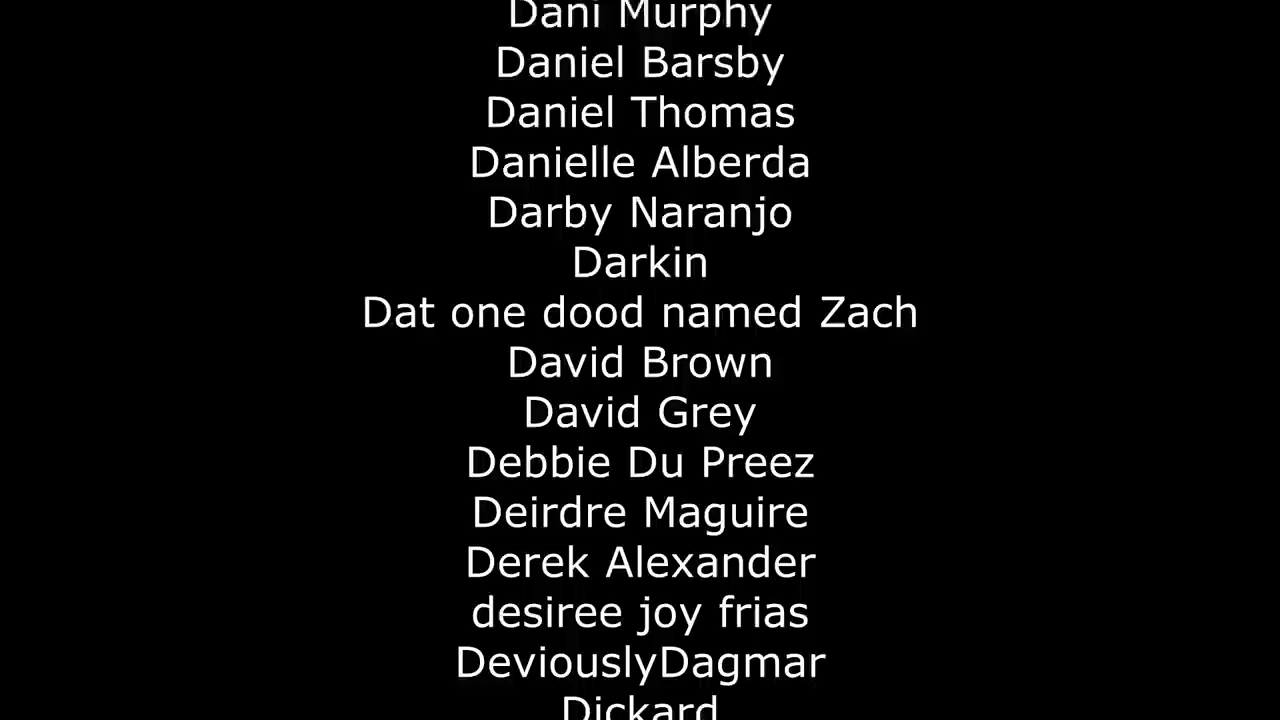 Dani Murphy
Daniel Barsby
Daniel Thomas
Danielle Alberda
Darby Naranjo
Darkin
Dat one dood named Zach
David Brown
David Grey
Debbie Du Preez
Deirdre Maguire
Derek Alexander
desiree joy frias
DeviouslyDagmar
Dickard